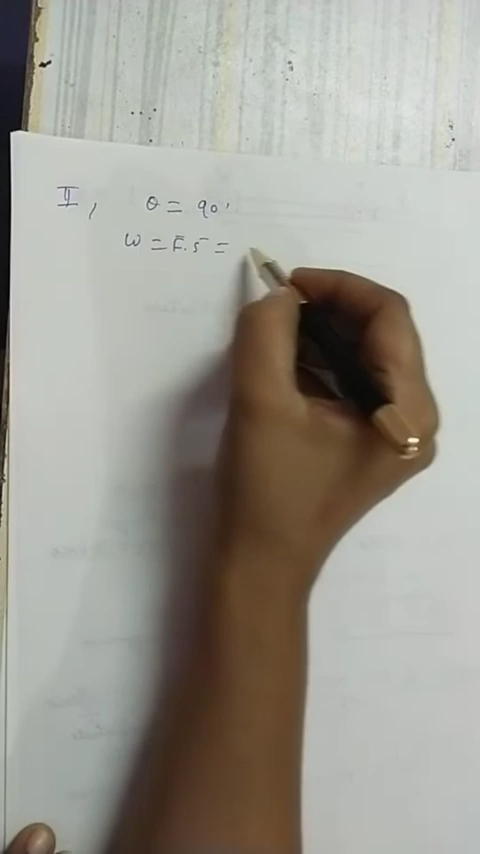 II, θ = 90°
W = F̄.s̄ =